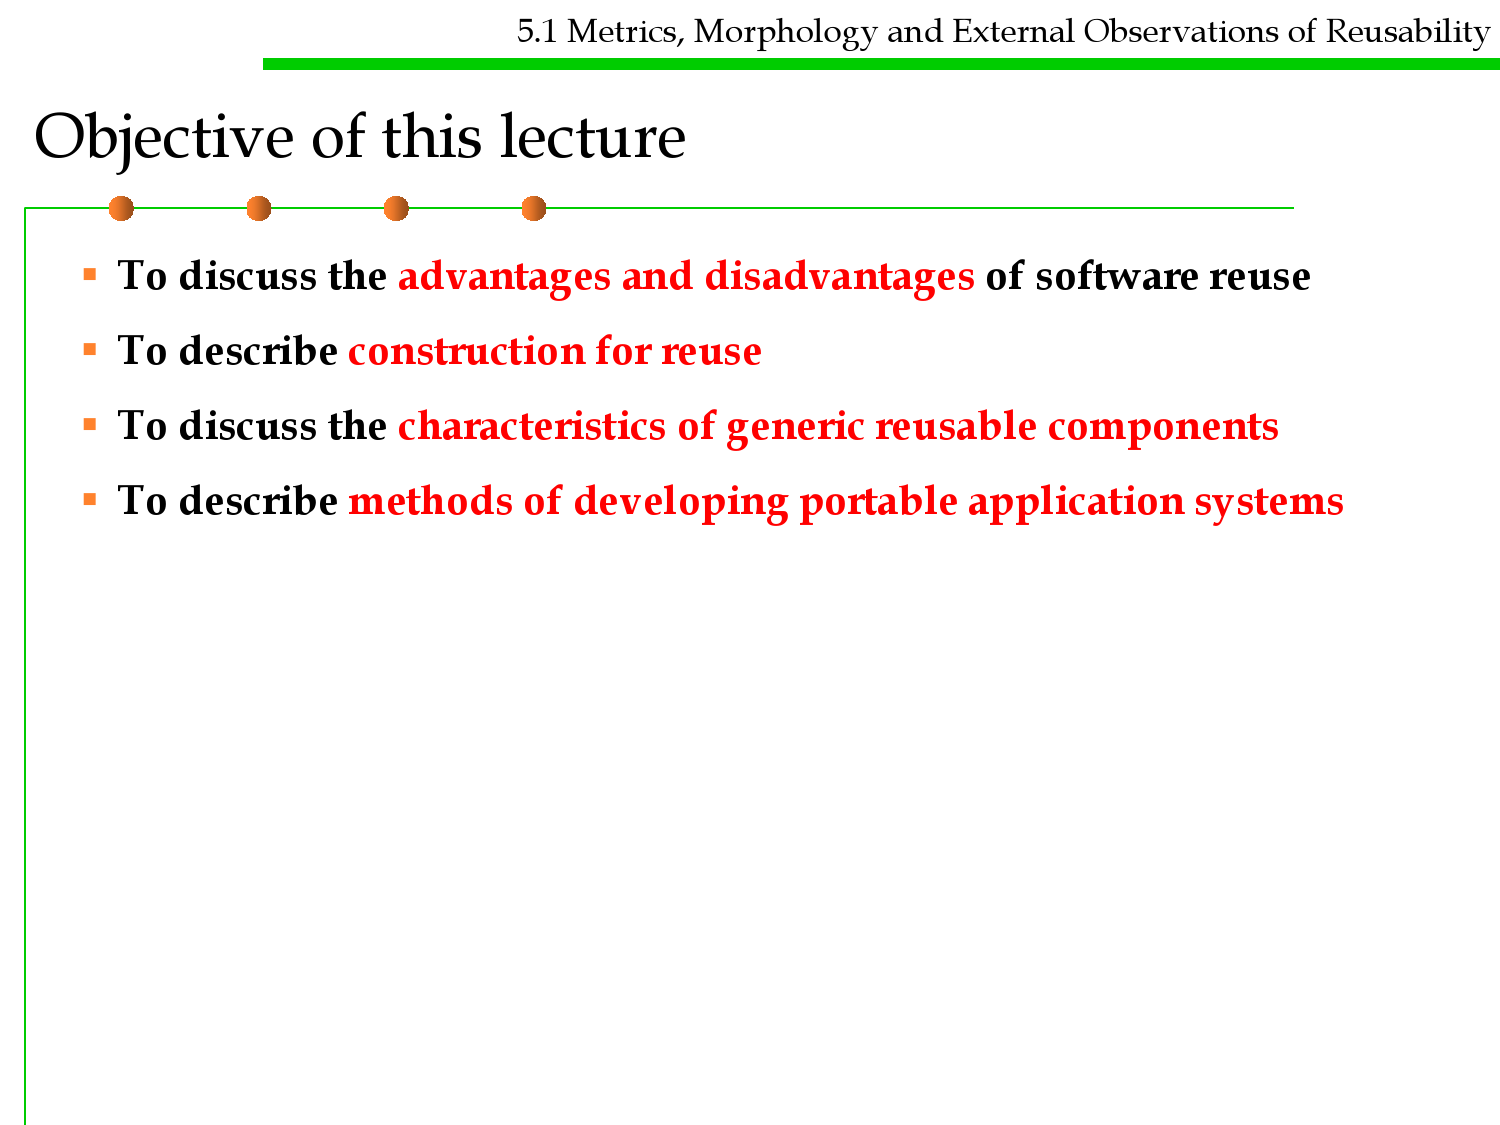 5.1 Metrics, Morphology and External Observations of Reusability
Objective of this lecture
To discuss the advantages and disadvantages of software reuse
To describe construction for reuse
To discuss the characteristics of generic reusable components
To describe methods of developing portable application systems